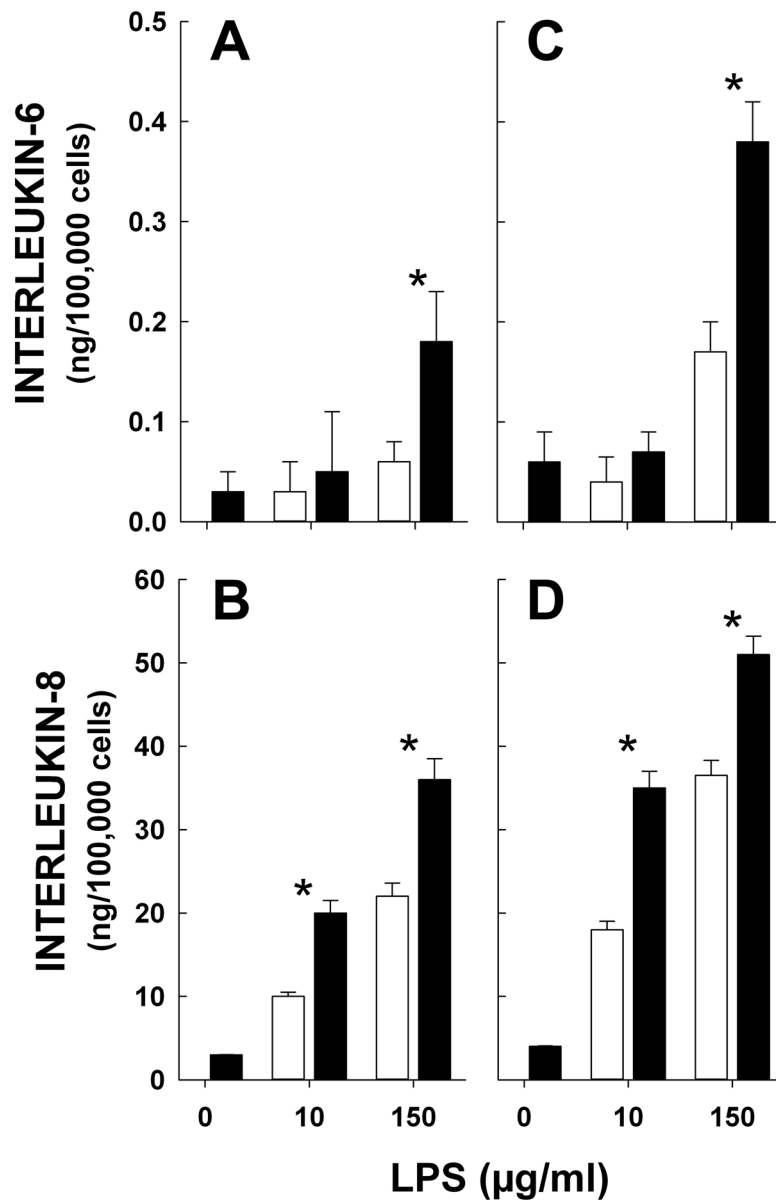 A
C
INTERLEUKIN-6
(ng/100,000 cells)
0.5
0.4
0.3
0.2
0.1
0.0
*
*
B
D
INTERLEUKIN-8
(ng/100,000 cells)
60
50
40
30
20
10
0
*
*
*
*
0 10 150 0 10 150
LPS (µg/ml)